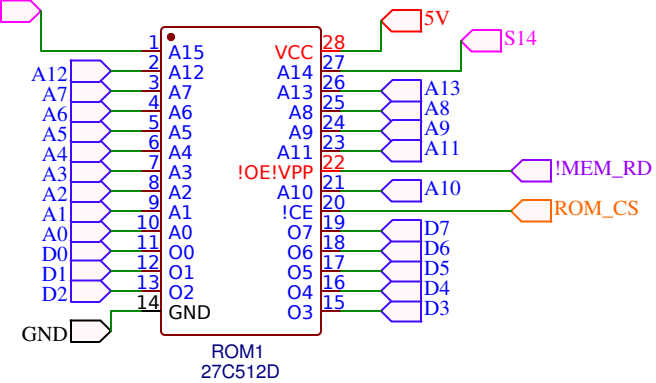 5V
1 A15 VCC 28
S14
A12 2 A12 A14 27
A7 3 A7 A13 26 A13
A6 4 A6 A8 25 A8
A5 5 A5 A9 24 A9
A4 6 A4 A11 23 A11
A3 7 A3 !OE!VPP 22 !MEM_RD
A2 8 A2 A10 21 A10
A1 9 A1 !CE 20 ROM_CS
A0 10 A0 O7 19 D7
D0 11 O0 O6 18 D6
D1 12 O1 O5 17 D5
D2 13 O2 O4 16 D4
14 GND O3 15 D3
GND
ROM1
27C512D